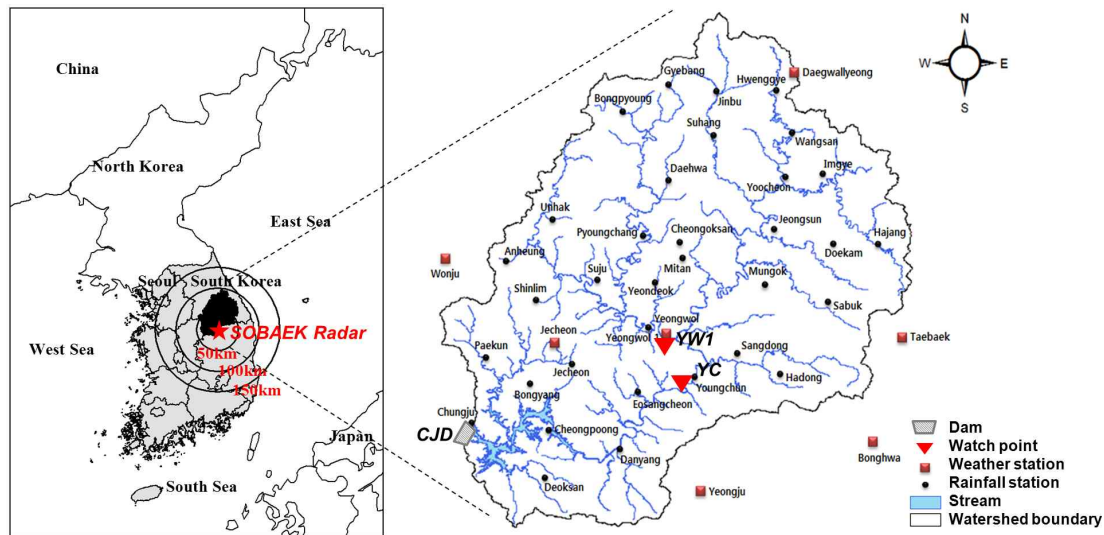 China
North Korea
East Sea
Seoul
South Korea
SOBAEK Radar
West Sea
50km
100km
150km
Japan
South Sea
N
W
E
S
Gyebang
Hwenggye
Daegwallyeong
Bongpyoung
Jinbu
Suhang
Wangsan
Daehwa
Imgye
Yoocheon
Unhak
Pyoungchang
Cheongoksan
Jeongsun
Hajang
Anheung
Wonju
Mitan
Doekam
Suju
Yeondeok
Mungok
Shinlim
Sabuk
Yeongwol
Jecheon
Yeongwol
YW1
Taebaek
Paekun
Sangdong
Jecheon
YC
Hadong
Bongyang
Youngchun
Eosangcheon
Chungju
CJD
Cheongpoong
Danyang
Bonghwa
Deoksan
Yeongju
Dam
Watch point
Weather station
Rainfall station
Stream
Watershed boundary